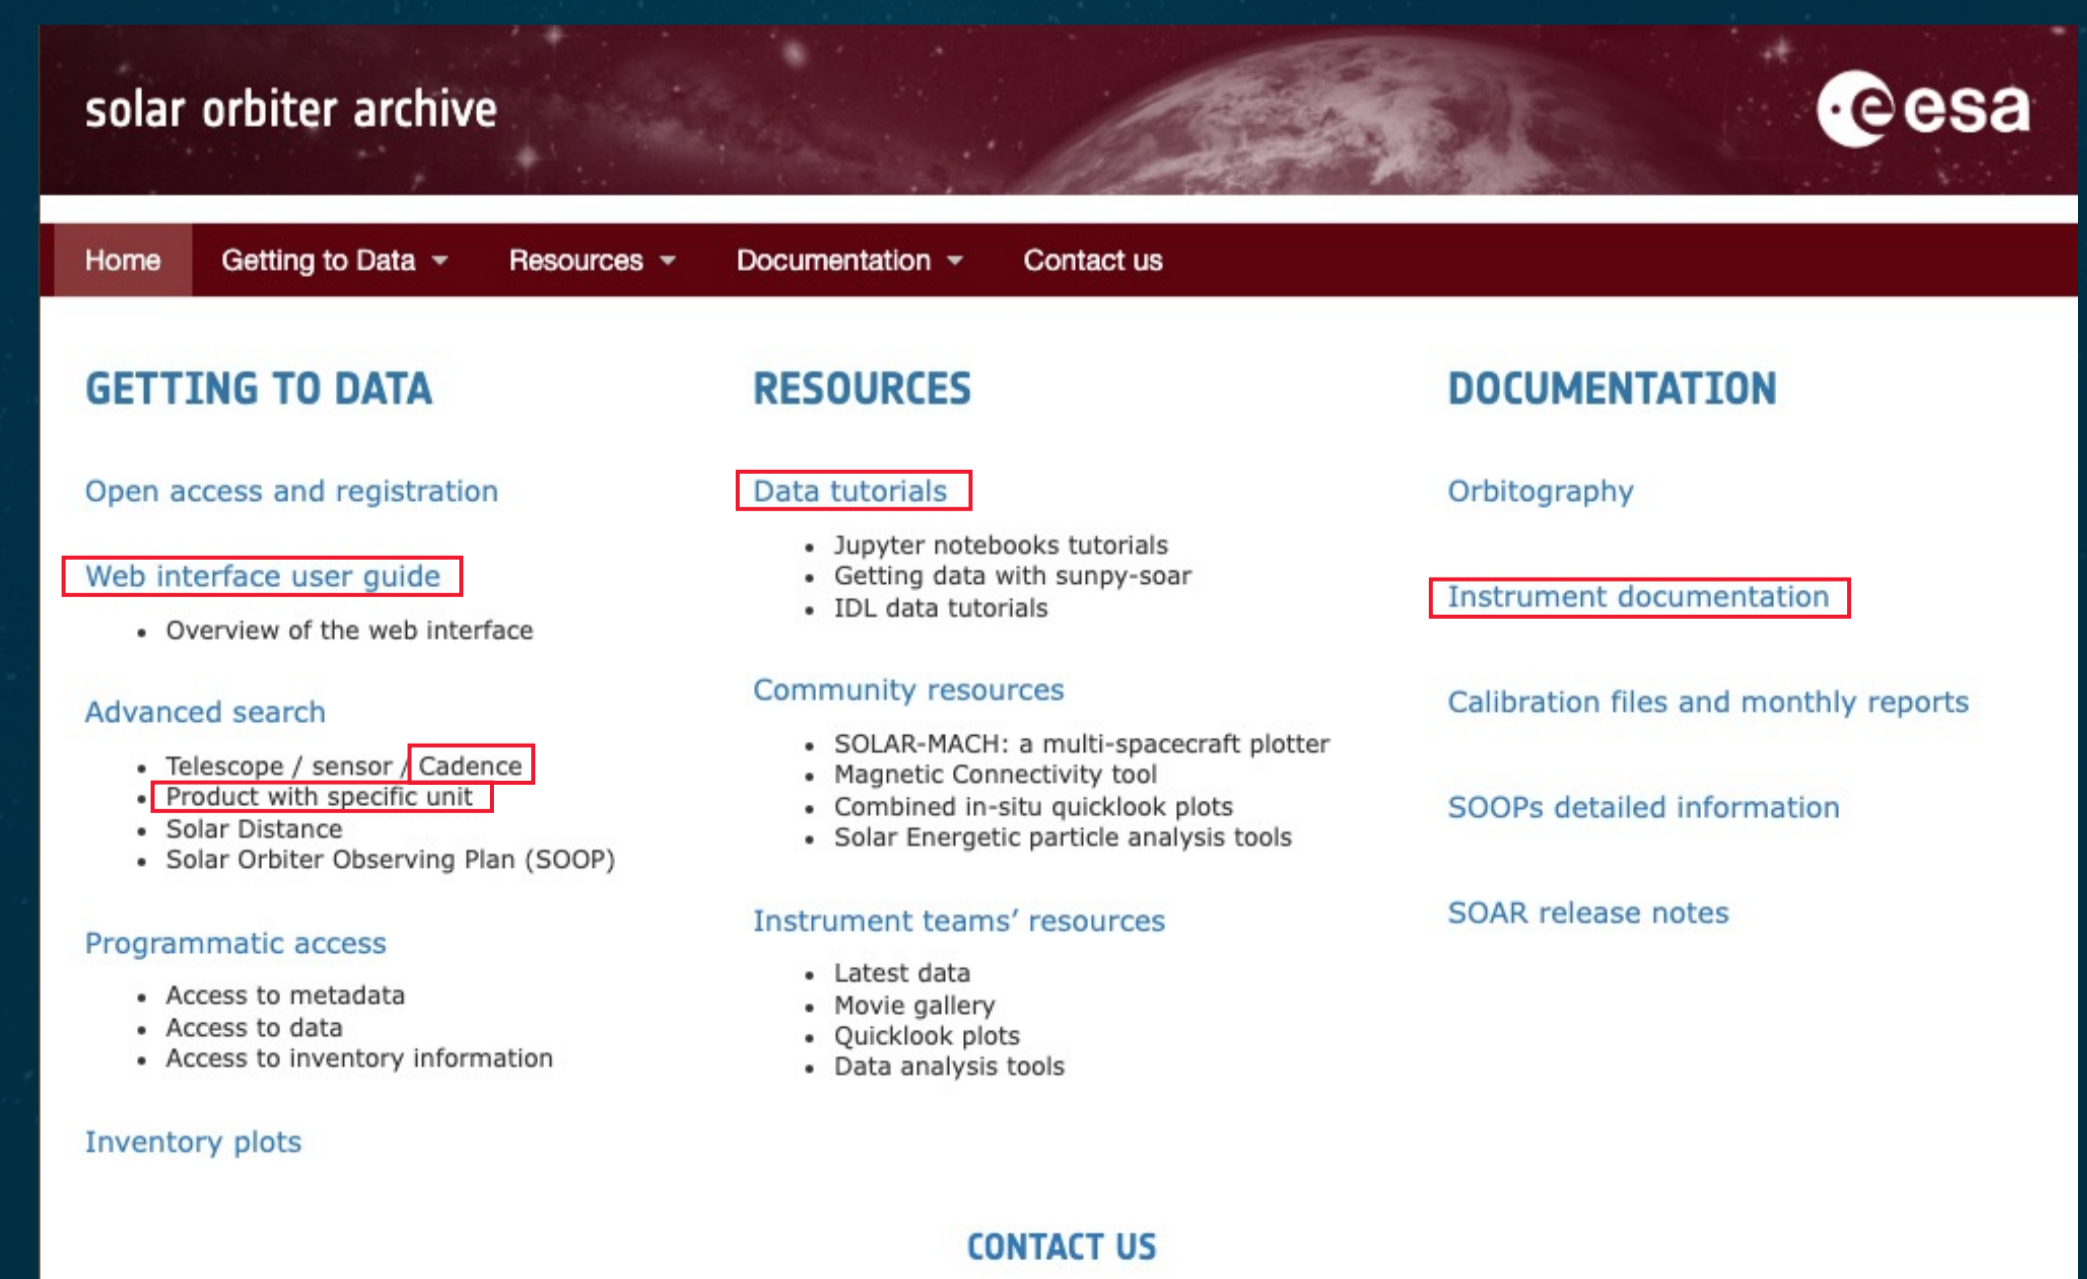 solar orbiter archive
esa
Home
Getting to Data
Resources
Documentation
Contact us
GETTING TO DATA
Open access and registration
Web interface user guide
• Overview of the web interface
Advanced search
• Telescope / sensor / Cadence
• Product with specific unit
• Solar Distance
• Solar Orbiter Observing Plan (SOOP)
Programmatic access
• Access to metadata
• Access to data
• Access to inventory information
Inventory plots
RESOURCES
Data tutorials
• Jupyter notebooks tutorials
• Getting data with sunpy-soar
• IDL data tutorials
Community resources
• SOLAR-MACH: a multi-spacecraft plotter
• Magnetic Connectivity tool
• Combined in-situ quicklook plots
• Solar Energetic particle analysis tools
Instrument teams’ resources
• Latest data
• Movie gallery
• Quicklook plots
• Data analysis tools
DOCUMENTATION
Orbitography
Instrument documentation
Calibration files and monthly reports
SOOPs detailed information
SOAR release notes
CONTACT US